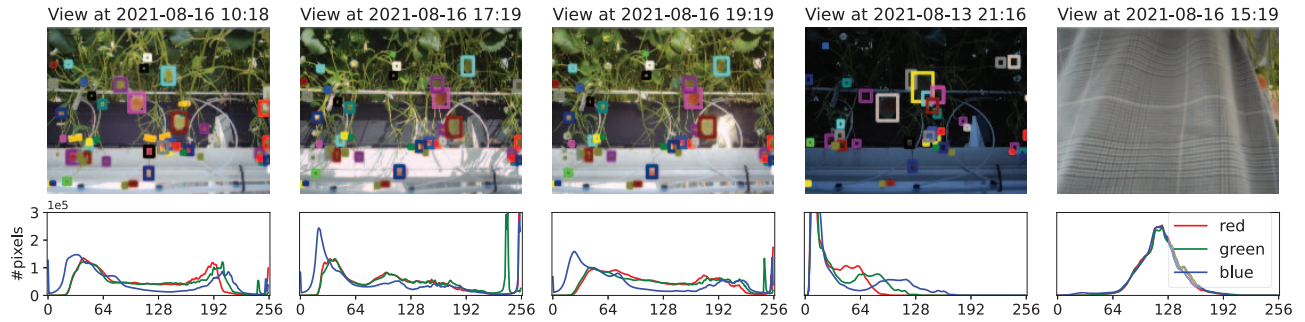 View at 2021-08-16 10:18 View at 2021-08-16 17:19 View at 2021-08-16 19:19 View at 2021-08-13 21:16 View at 2021-08-16 15:19
1e5
3
2
1
0
#pixels
0 64 128 192 256 0 64 128 192 256 0 64 128 192 256 0 64 128 192 256 0 64 128 192 256
red
green
blue